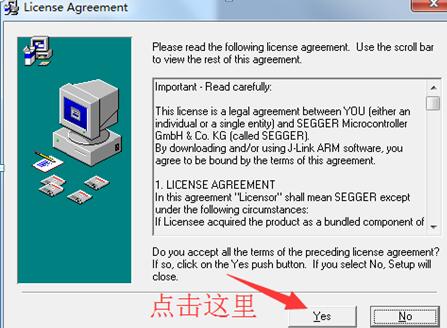 License Agreement
Please read the following license agreement. Use the scroll bar
to view the rest of this agreement.
Important - Read carefully:
This license is a legal agreement between YOU (either an
individual or a single entity) and SEGGER Microcontroller
GmbH & Co. KG (called SEGGER).
By downloading and/or using J-Link ARM software, you
agree to be bound by the terms of this agreement.
1. LICENSE AGREEMENT
In this agreement "Licensor" shall mean SEGGER except
under the following circumstances:
If Licensee acquired the product as a bundled component of
Do you accept all the terms of the preceding license agreement?
If so, click on the Yes push button. If you select No, Setup will
close.
点击这里
Yes
No